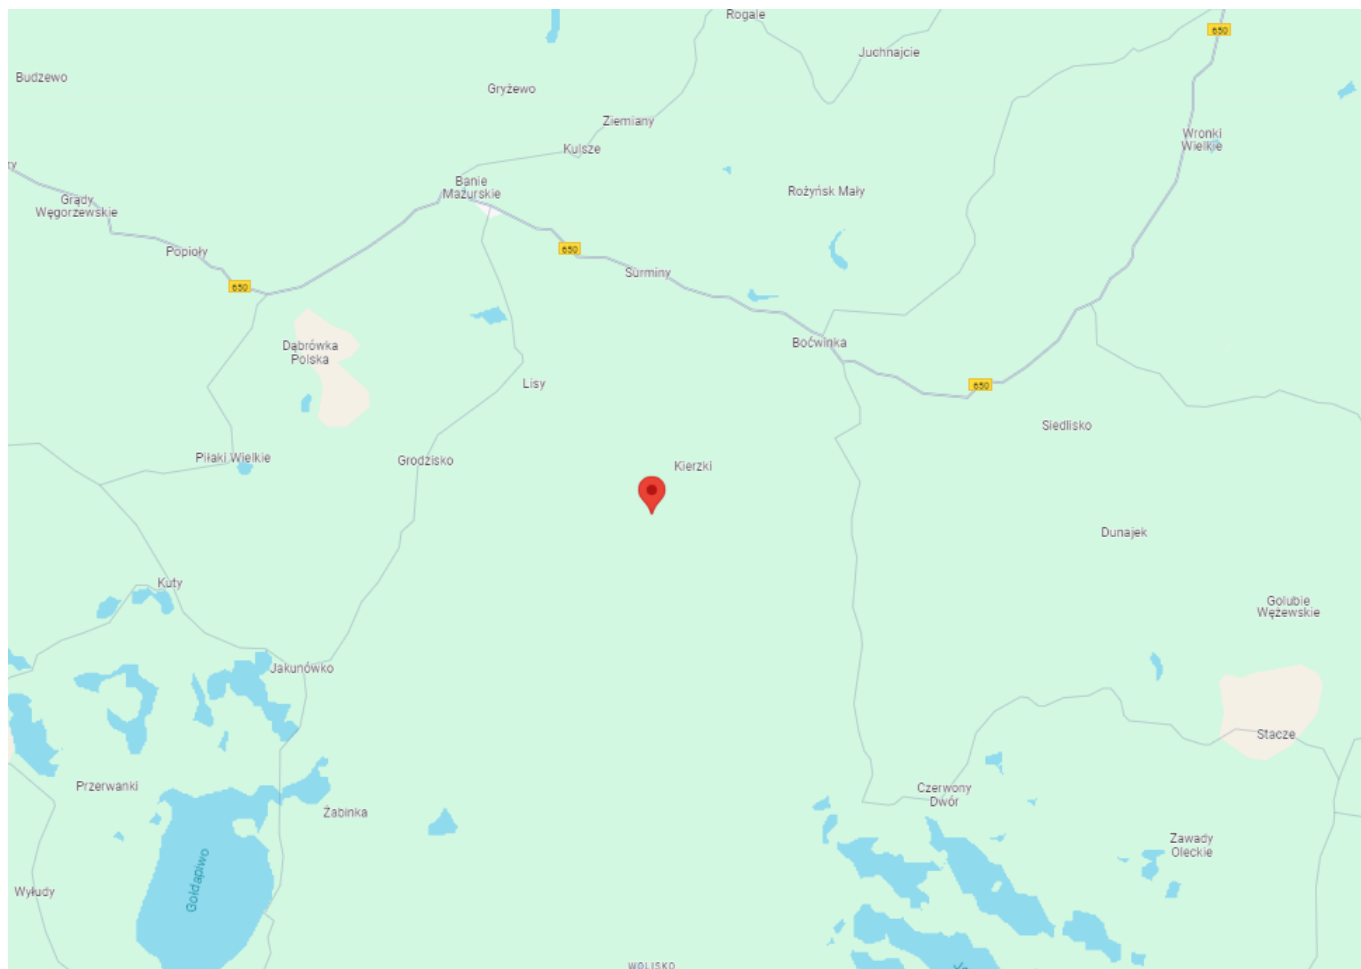 Rogale
650
Juchnajcie
Budzewo
Gryżewo
Ziemiany
Wronki
Wielkie
Kulsze
Banie
Mazurskie
Rożyńsk Mały
Grądy
Węgorzewskie
Popioły
650
Surminy
650
Boćwinka
Dąbrówka
Polska
Lisy
650
Siedlisko
Piłaki Wielkie
Grodzisko
Kierzki
Dunajek
Kuty
Golubie
Wężewskie
Jakunówko
Stacze
Przerwanki
Czerwony
Dwór
Żabinka
Zawady
Oleckie
Gołdapiwo
Wyłudy
WOLISKO